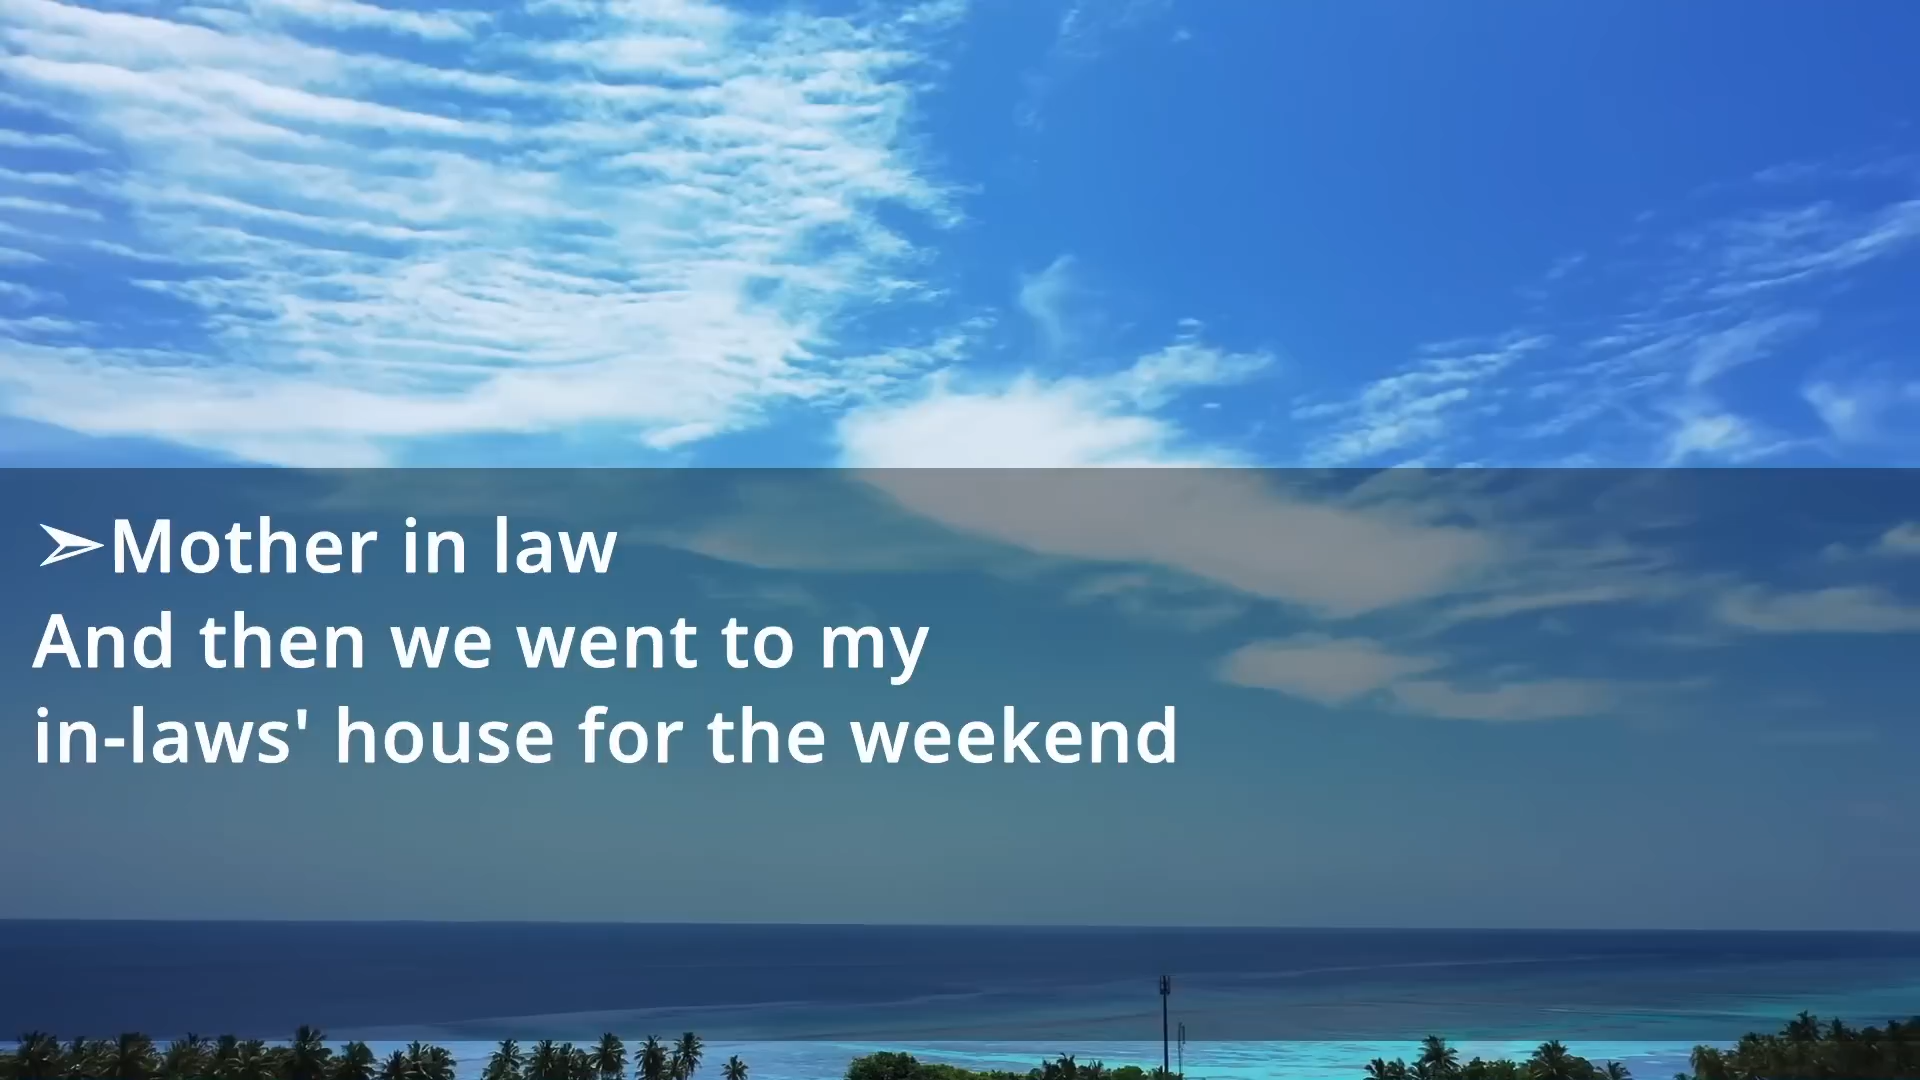 ➢Mother in law
And then we went to my
in-laws' house for the weekend